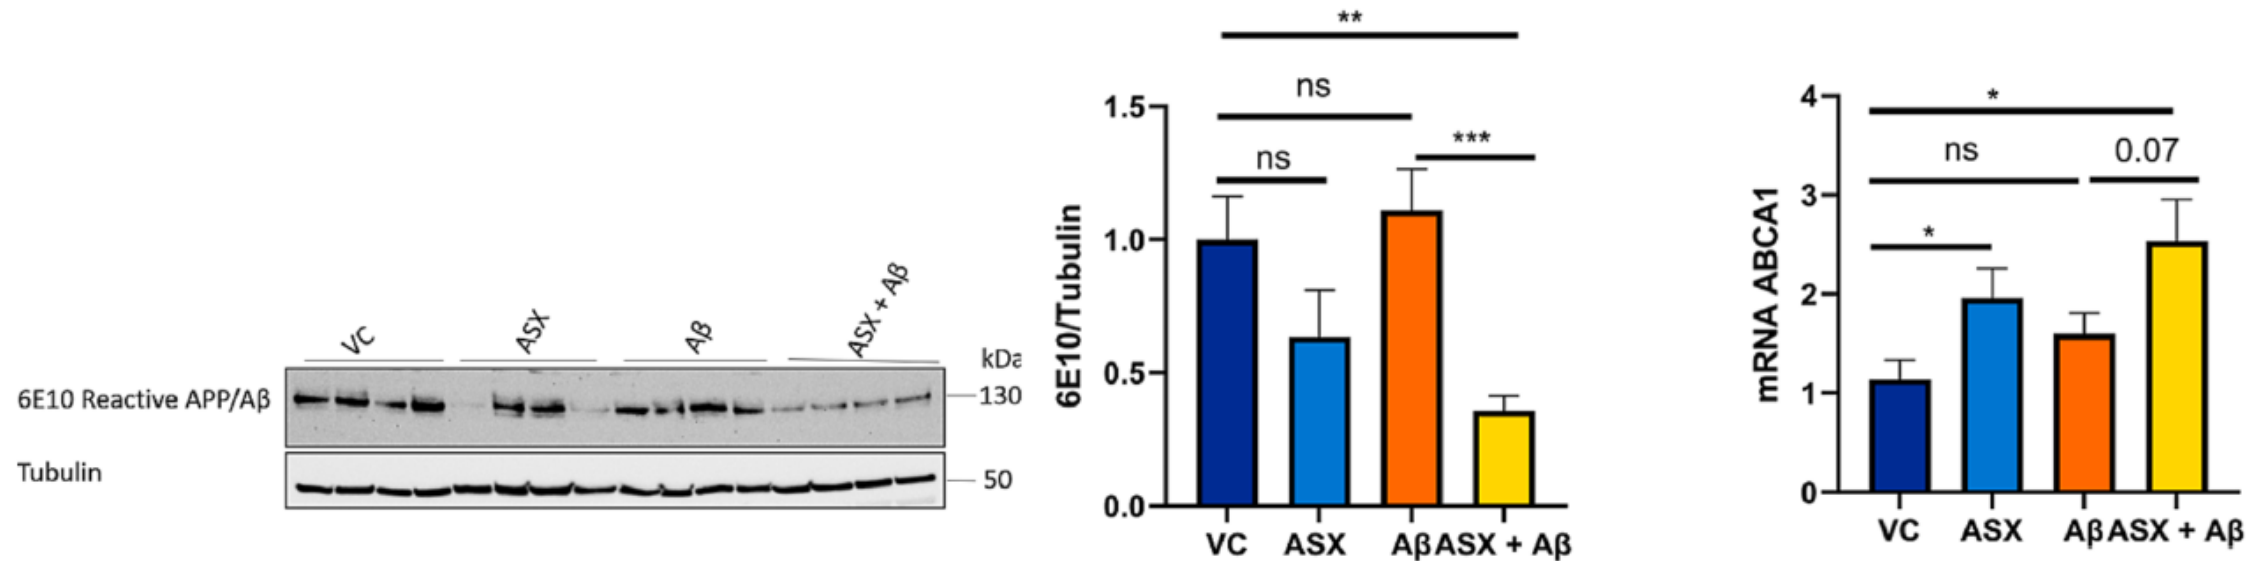 VC
ASX
Aβ
ASX + Aβ
kDa
6E10 Reactive APP/Aβ
130
Tubulin
50
**
ns
ns
***
6E10/Tubulin
1.5
1.0
0.5
0.0
VC
ASX
Aβ
ASX + Aβ
*
ns
0.07
*
mRNA ABCA1
4
3
2
1
0
VC
ASX
Aβ
ASX + Aβ